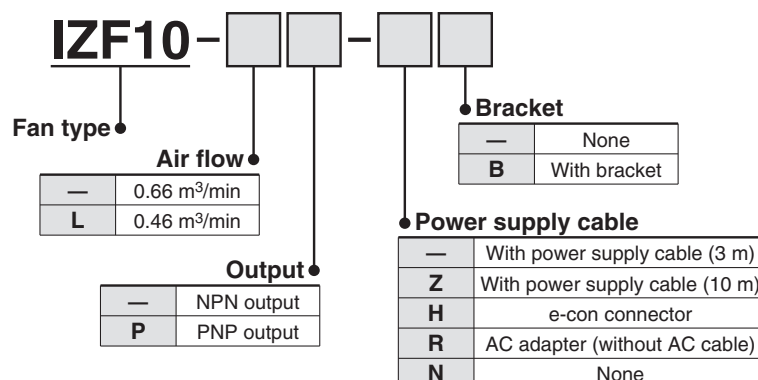 IZF10-□□-□□
Fan type
Air flow
— 0.66 m³/min
L 0.46 m³/min
Output
— NPN output
P PNP output
Bracket
— None
B With bracket
Power supply cable
— With power supply cable (3 m)
Z With power supply cable (10 m)
H e-con connector
R AC adapter (without AC cable)
N None